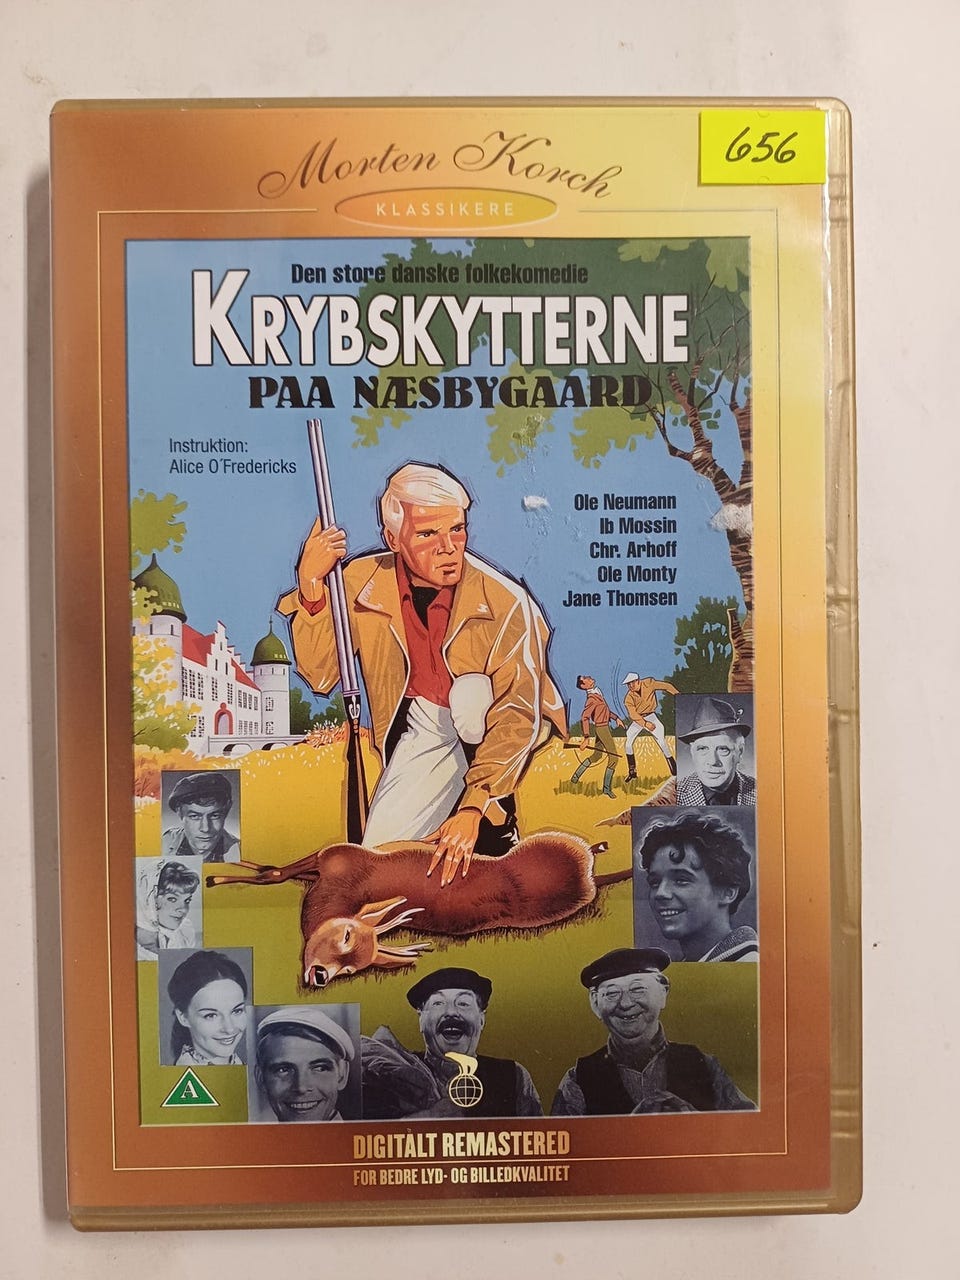 656
Morten Korch
KLASSIKERE
Den store danske folkekomedie
KRYBSKYTTERNE
PAA NÆSBYGAARD
Instruktion:
Alice O´Fredericks
Ole Neumann
Ib Mossin
Chr. Arhoff
Ole Monty
Jane Thomsen
A
DIGITALT REMASTERED
FOR BEDRE LYD- OG BILLEDKVALITET